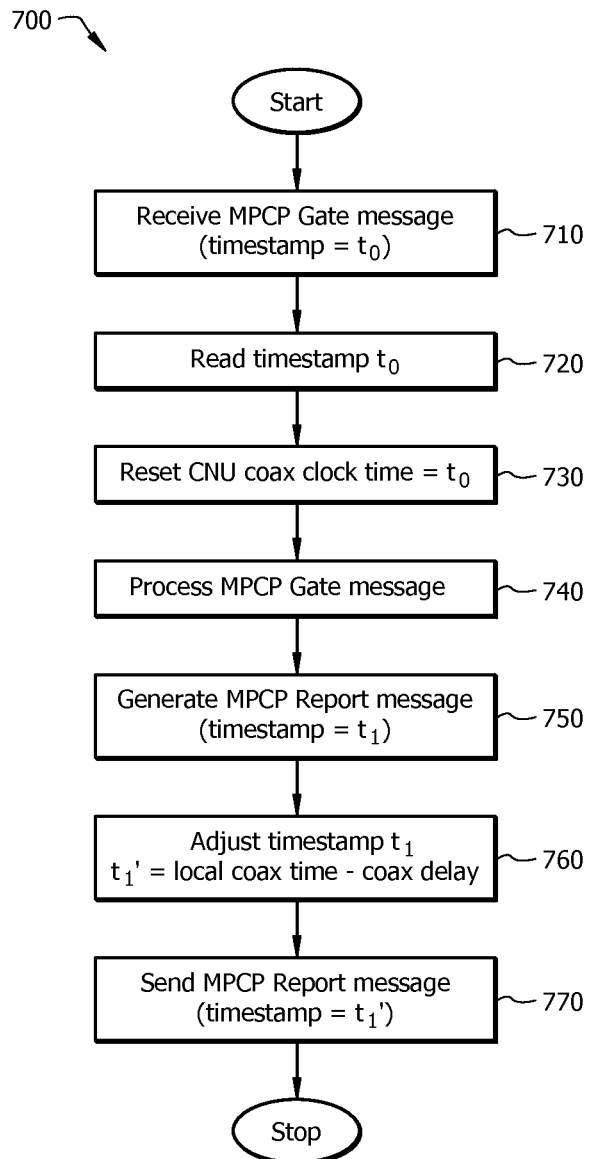 700
Start
Receive MPCP Gate message
(timestamp = t₀)
710
Read timestamp t₀
720
Reset CNU coax clock time = t₀
730
Process MPCP Gate message
740
Generate MPCP Report message
(timestamp = t₁)
750
Adjust timestamp t₁
t₁' = local coax time - coax delay
760
Send MPCP Report message
(timestamp = t₁')
770
Stop